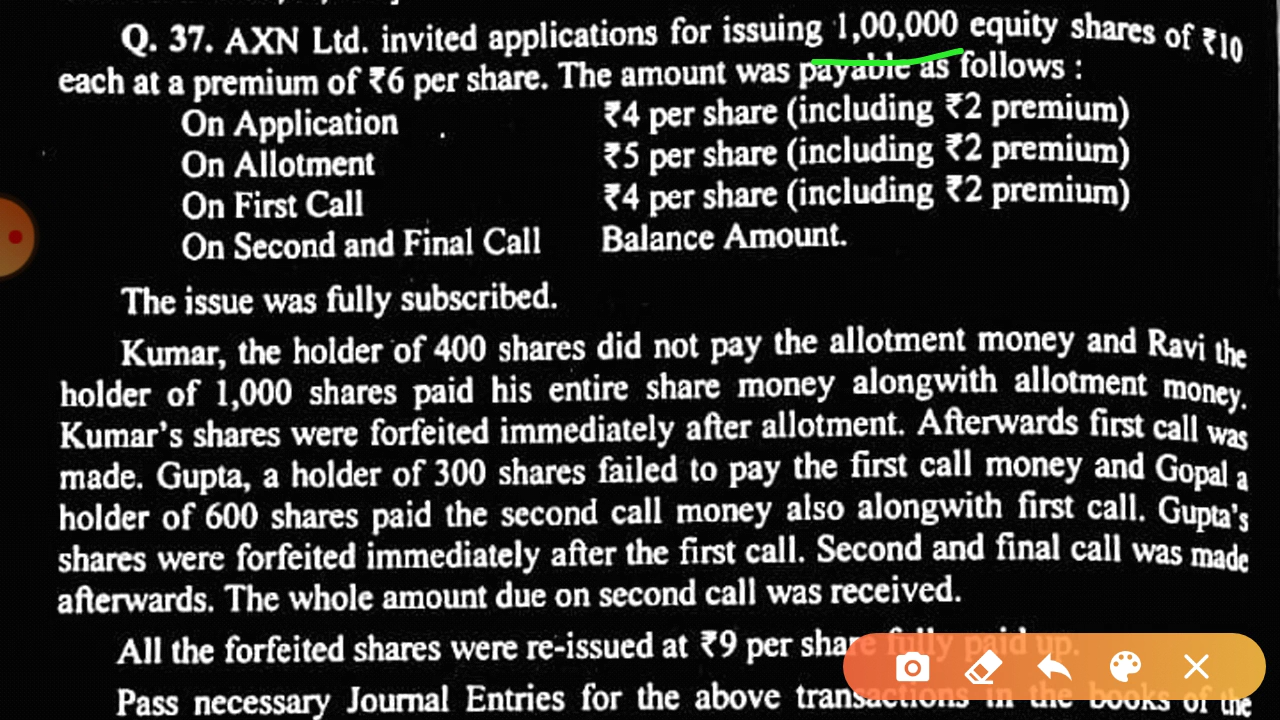 Q. 37. AXN Ltd. invited applications for issuing 1,00,000 equity shares of ₹10
each at a premium of ₹6 per share. The amount was payable as follows :
On Application ₹4 per share (including ₹2 premium)
On Allotment ₹5 per share (including ₹2 premium)
On First Call ₹4 per share (including ₹2 premium)
On Second and Final Call Balance Amount.
The issue was fully subscribed.
Kumar, the holder of 400 shares did not pay the allotment money and Ravi the
holder of 1,000 shares paid his entire share money alongwith allotment money.
Kumar's shares were forfeited immediately after allotment. Afterwards first call was
made. Gupta, a holder of 300 shares failed to pay the first call money and Gopal a
holder of 600 shares paid the second call money also alongwith first call. Gupta's
shares were forfeited immediately after the first call. Second and final call was made
afterwards. The whole amount due on second call was received.
All the forfeited shares were re-issued at ₹9 per share fully paid up.
Pass necessary Journal Entries for the above transactions in the books of the